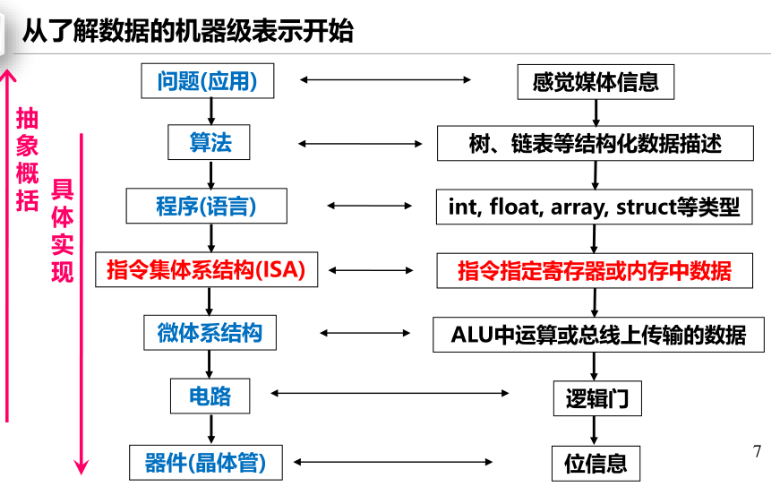 从了解数据的机器级表示开始
抽象概括
具体实现
问题(应用)
感觉媒体信息
算法
树、链表等结构化数据描述
程序(语言)
int, float, array, struct等类型
指令集体系结构(ISA)
指令指定寄存器或内存中数据
微体系结构
ALU中运算或总线上传输的数据
电路
逻辑门
器件(晶体管)
位信息
7